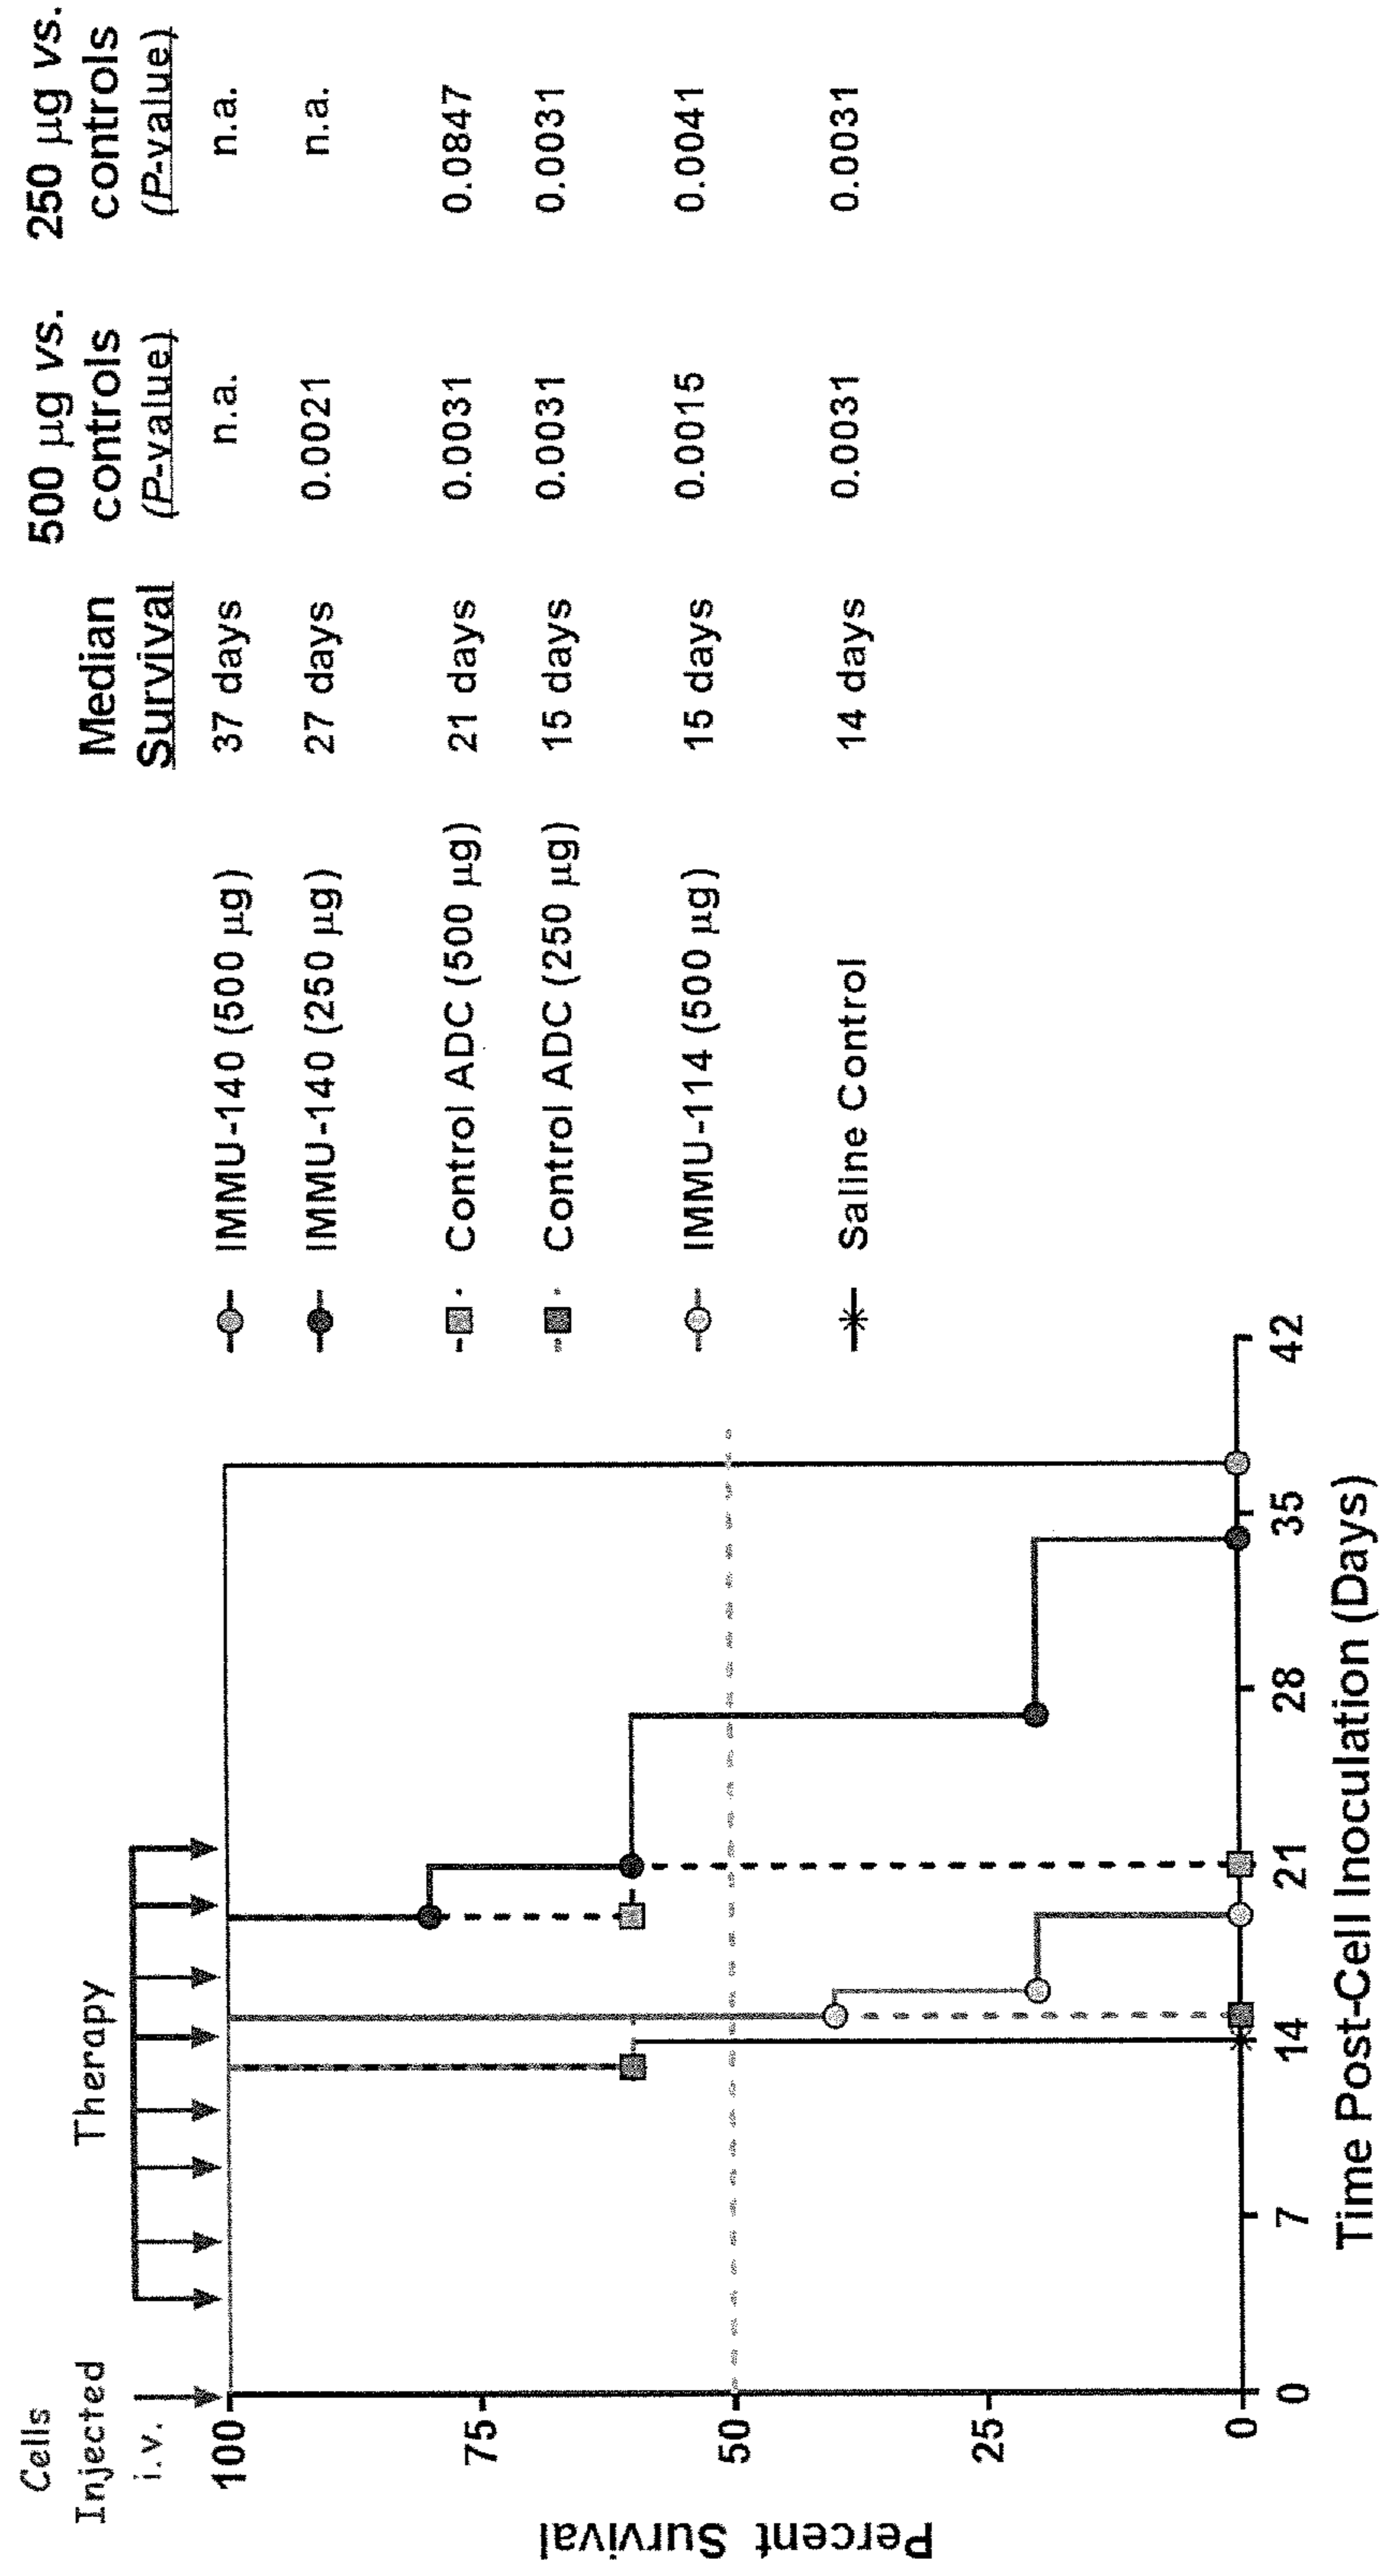 Cells
Injected
i.v.
Therapy
Percent Survival
100
75
50
25
0
0
7
14
21
28
35
42
Time Post-Cell Inoculation (Days)
Median
Survival
500 µg vs.
controls
(P-value)
250 µg vs.
controls
(P-value)
IMMU-140 (500 µg) 37 days n.a. n.a.
IMMU-140 (250 µg) 27 days 0.0021 n.a.
Control ADC (500 µg) 21 days 0.0031 0.0847
Control ADC (250 µg) 15 days 0.0031 0.0031
IMMU-114 (500 µg) 15 days 0.0015 0.0041
Saline Control 14 days 0.0031 0.0031